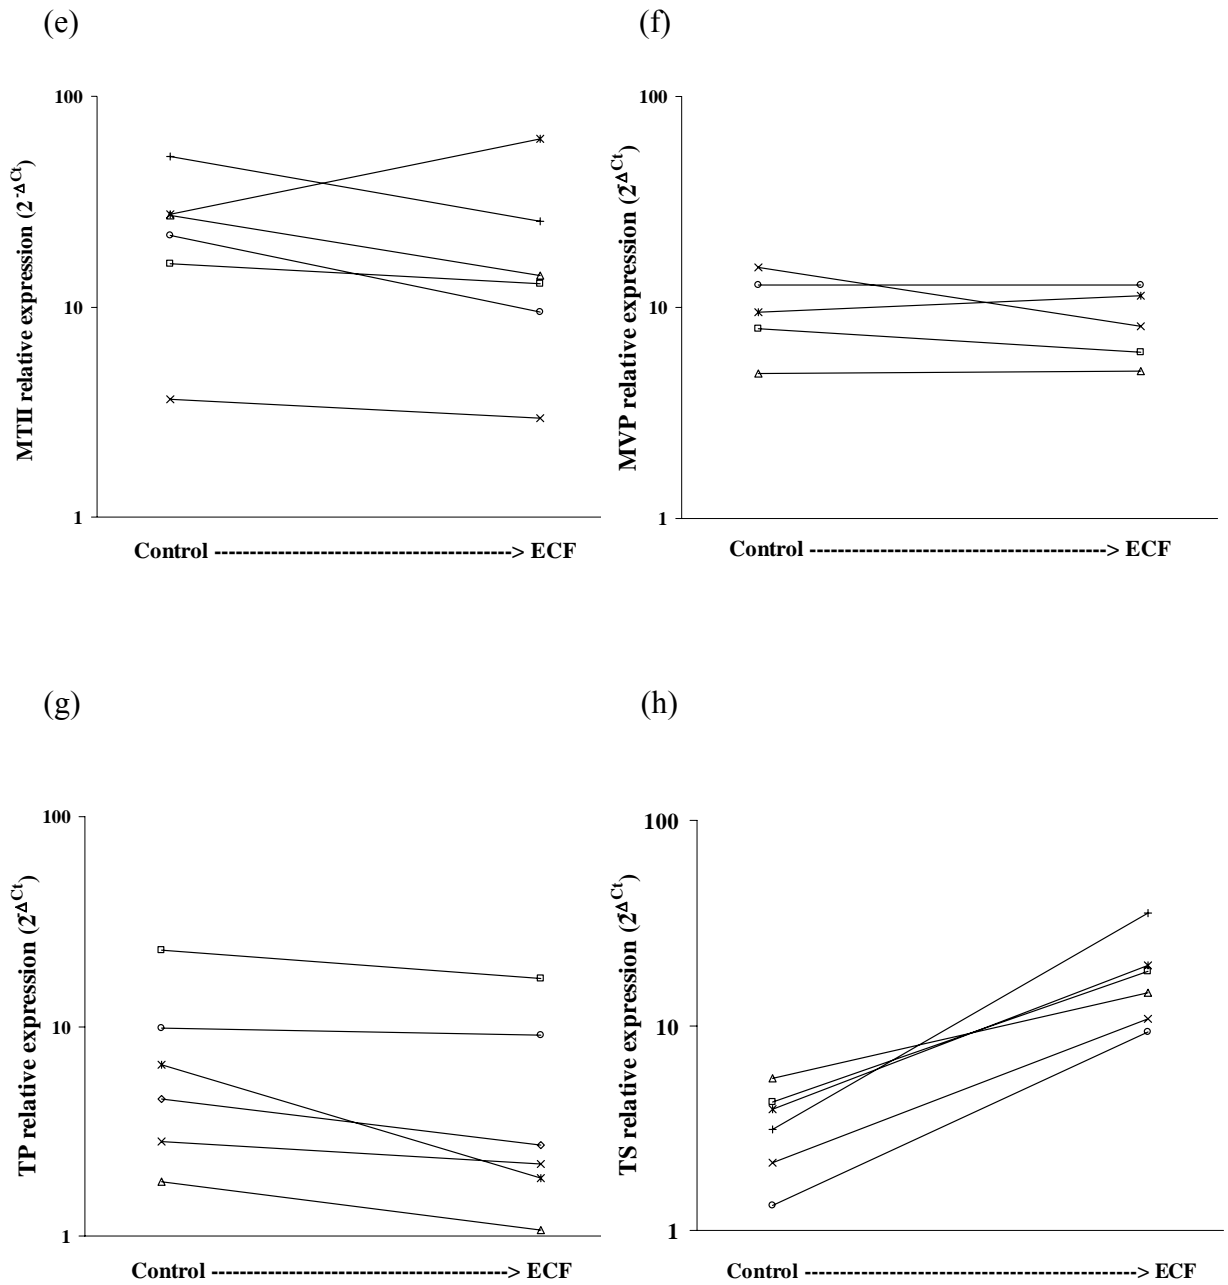 (e)
100
10
1
MTII relative expression (2^-ΔCt)
Control ----------------------------------------> ECF
(f)
100
10
1
MVP relative expression (2^-ΔCt)
Control ----------------------------------------> ECF
(g)
100
10
1
TP relative expression (2^-ΔCt)
Control ----------------------------------------> ECF
(h)
100
10
1
TS relative expression (2^-ΔCt)
Control ----------------------------------------> ECF